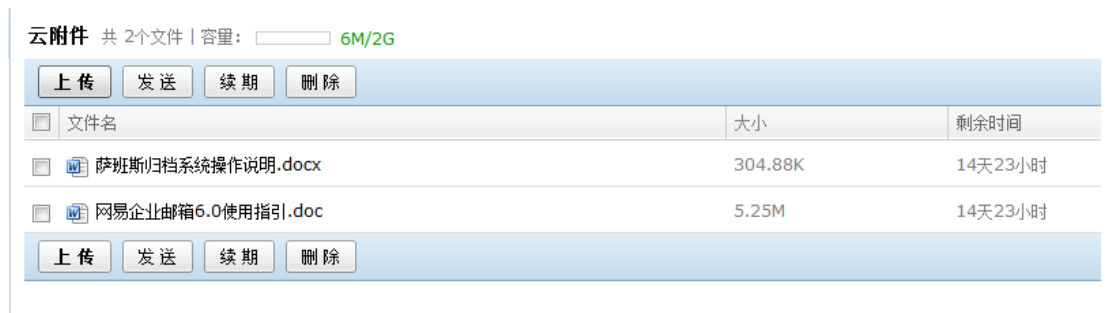 云附件 共 2个文件 | 容量: 6M/2G
上传 发送 续期 删除
文件名 大小 剩余时间
萨班斯归档系统操作说明.docx 304.88K 14天23小时
网易企业邮箱6.0使用指引.doc 5.25M 14天23小时
上传 发送 续期 删除